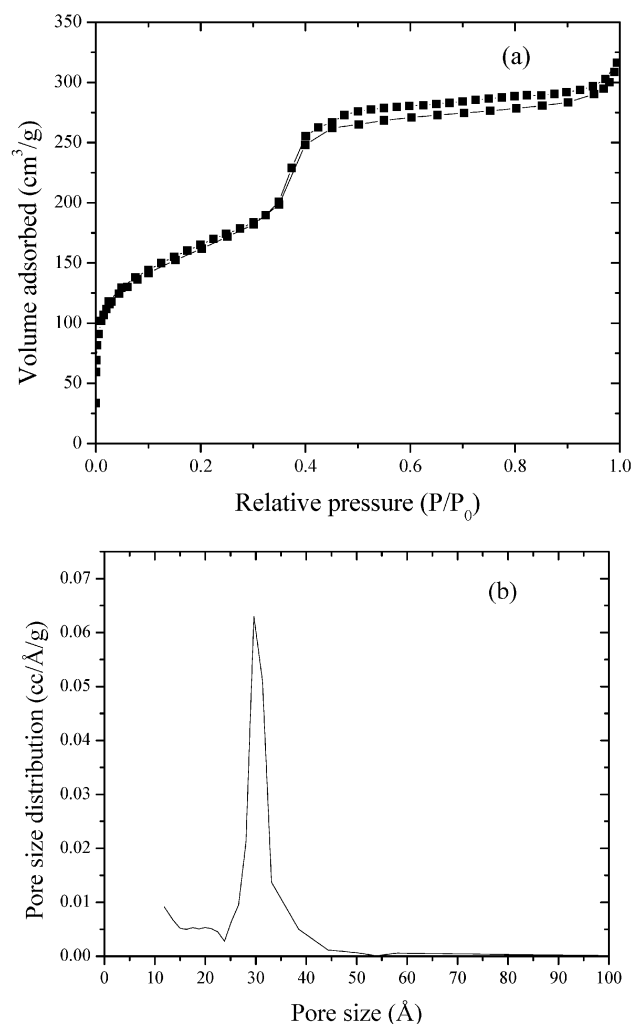 (a)
Volume adsorbed (cm³/g)
350
300
250
200
150
100
50
0
0.0 0.2 0.4 0.6 0.8 1.0
Relative pressure (P/P₀)
(b)
Pore size distribution (cc/Å/g)
0.07
0.06
0.05
0.04
0.03
0.02
0.01
0.00
0 10 20 30 40 50 60 70 80 90 100
Pore size (Å)